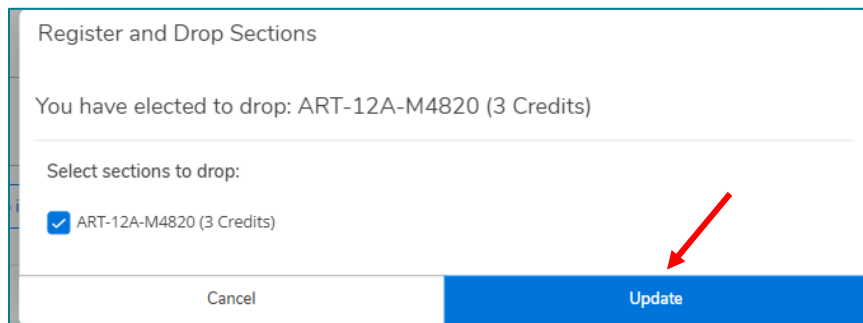 Register and Drop Sections
You have elected to drop: ART-12A-M4820 (3 Credits)
Select sections to drop:
ART-12A-M4820 (3 Credits)
Cancel
Update